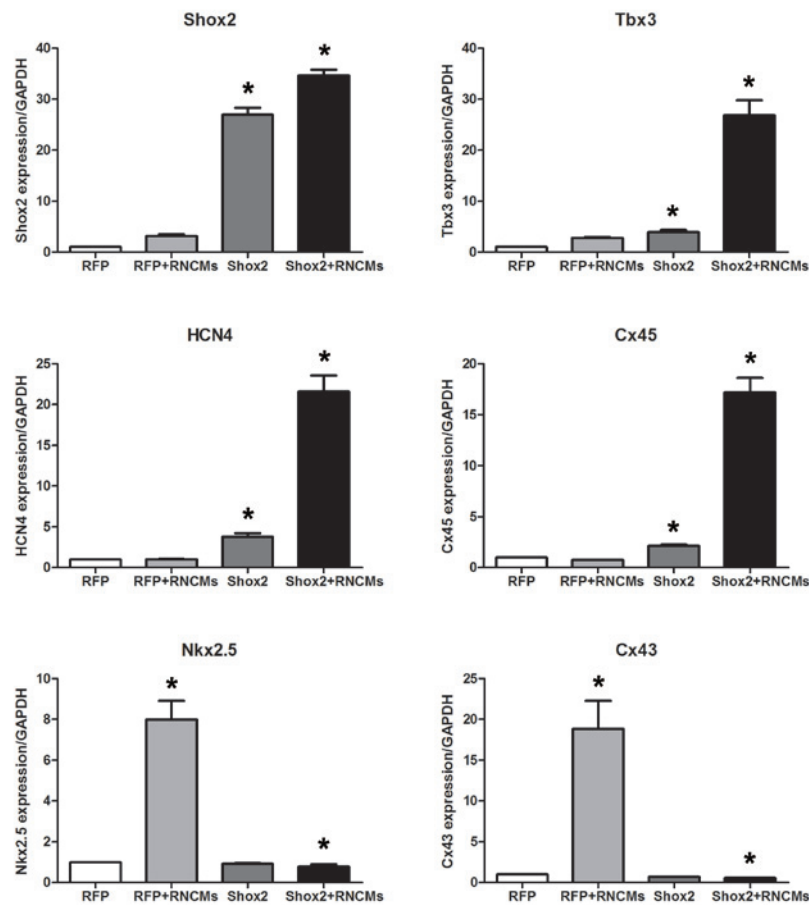 Shox2
Shox2 expression/GAPDH
40
30
20
10
0
*
*
RFP RFP+RNCMs Shox2 Shox2+RNCMs
Tbx3
Tbx3 expression/GAPDH
40
30
20
10
0
*
*
RFP RFP+RNCMs Shox2 Shox2+RNCMs
HCN4
HCN4 expression/GAPDH
25
20
15
10
5
0
*
*
RFP RFP+RNCMs Shox2 Shox2+RNCMs
Cx45
Cx45 expression/GAPDH
20
15
10
5
0
*
*
RFP RFP+RNCMs Shox2 Shox2+RNCMs
Nkx2.5
Nkx2.5 expression/GAPDH
10
8
6
4
2
0
*
*
RFP RFP+RNCMs Shox2 Shox2+RNCMs
Cx43
Cx43 expression/GAPDH
25
20
15
10
5
0
*
*
RFP RFP+RNCMs Shox2 Shox2+RNCMs